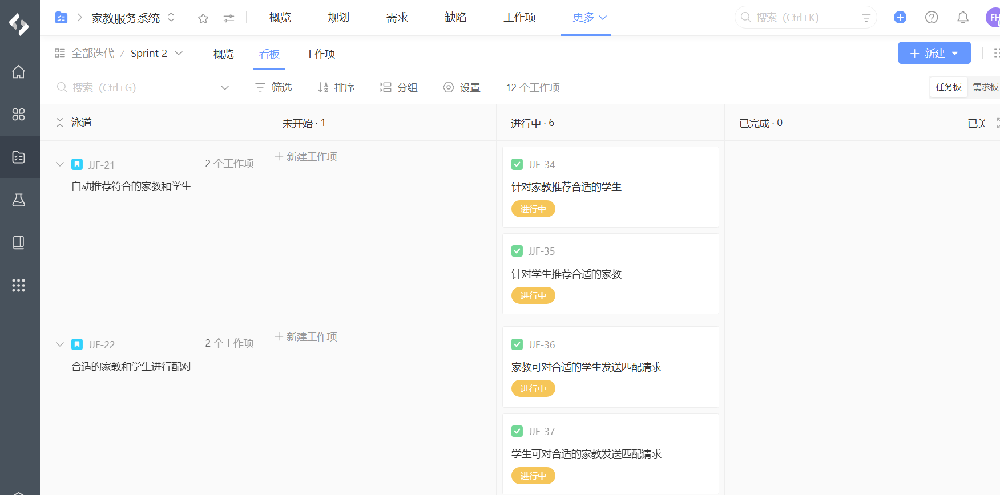 家教服务系统 概览 规划 需求 缺陷 工作项 更多 搜索 (Ctrl+K) FH
全部迭代 / Sprint 2 概览 看板 工作项 新建
搜索 (Ctrl+G) 筛选 排序 分组 设置 12 个工作项 任务板 需求板
泳道 未开始 · 1 进行中 · 6 已完成 · 0 已关
JJF-21 2 个工作项
自动推荐符合的家教和学生
新建工作项
JJF-34
针对家教推荐合适的学生
进行中
JJF-35
针对学生推荐合适的家教
进行中
JJF-22 2 个工作项
合适的家教和学生进行配对
新建工作项
JJF-36
家教可对合适的学生发送匹配请求
进行中
JJF-37
学生可对合适的家教发送匹配请求
进行中